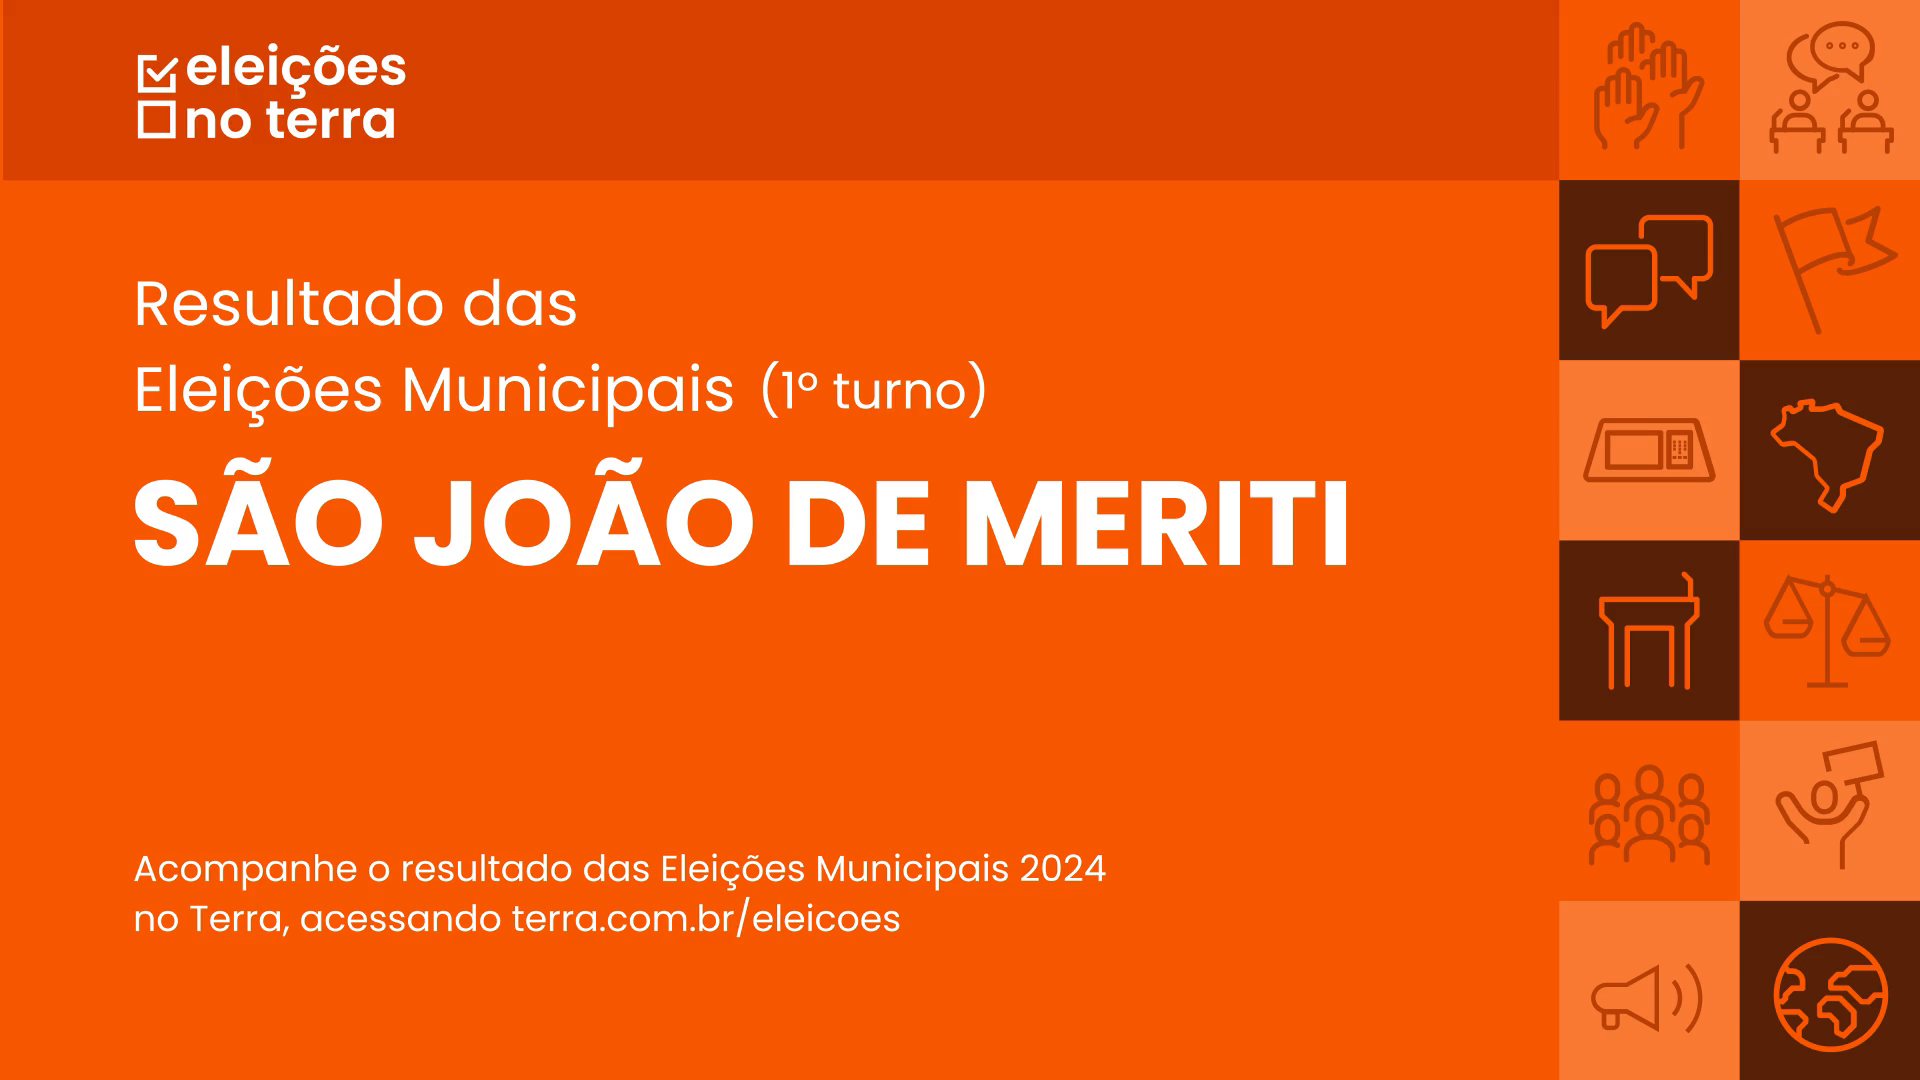 eleições
no terra
Resultado das
Eleições Municipais (1º turno)
SÃO JOÃO DE MERITI
Acompanhe o resultado das Eleições Municipais 2024
no Terra, acessando terra.com.br/eleicoes